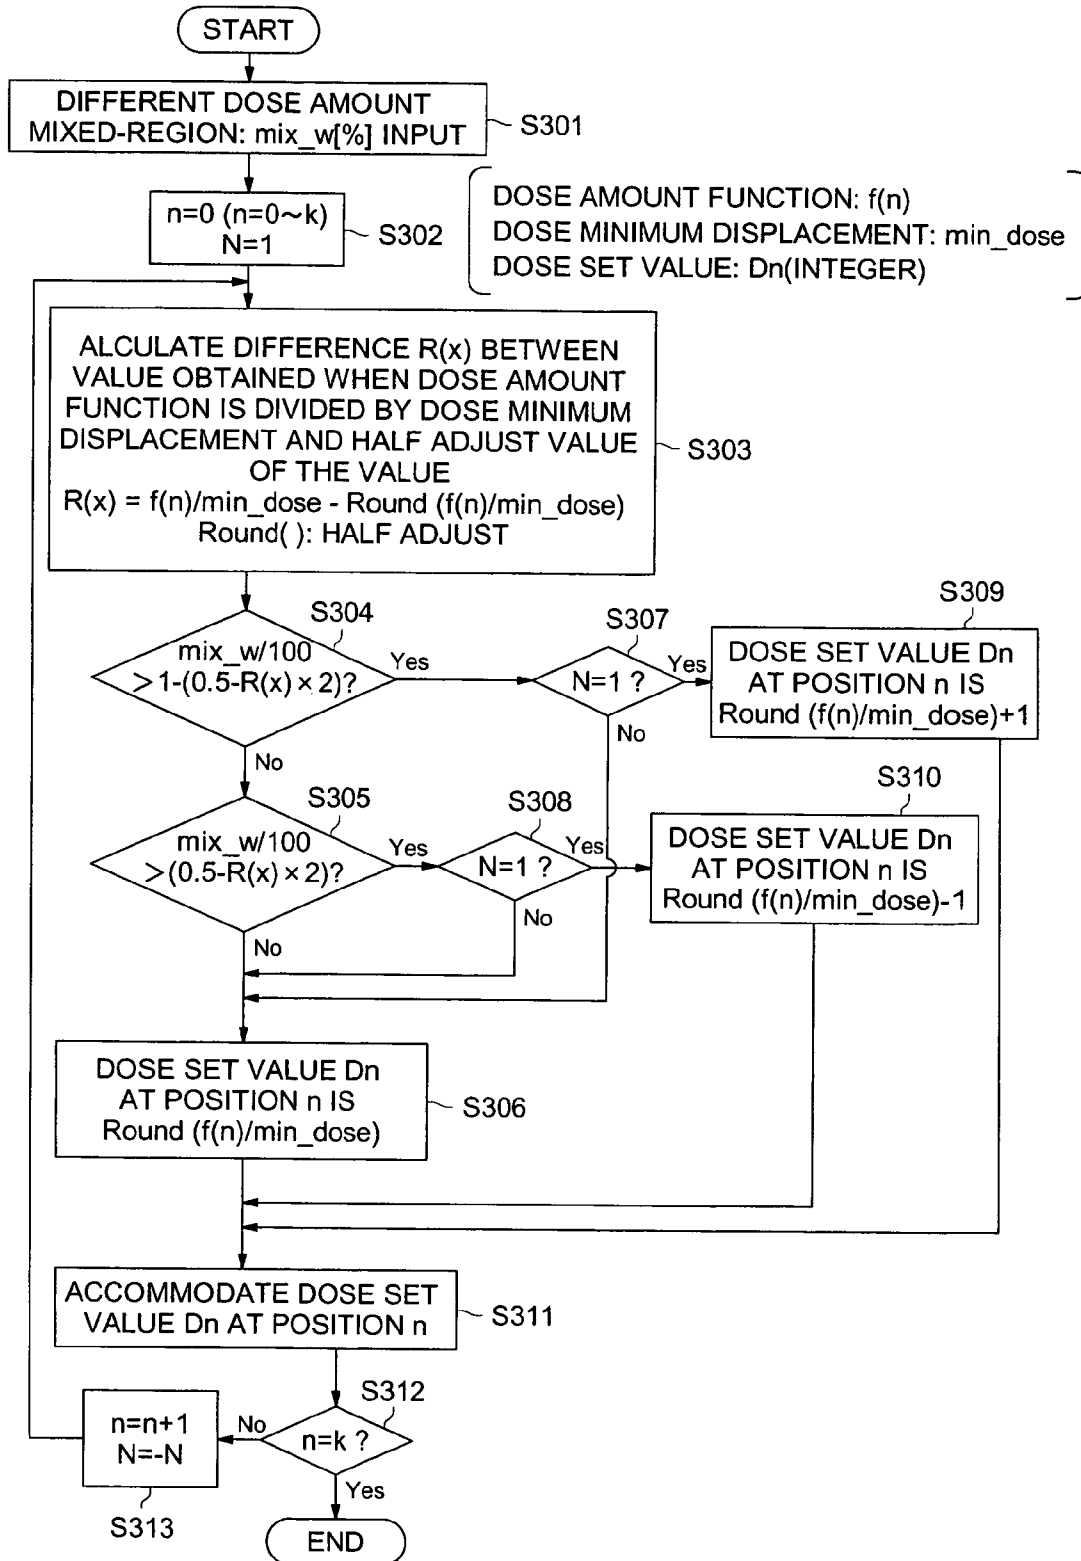 START
DIFFERENT DOSE AMOUNT
MIXED-REGION: mix_w[%] INPUT
S301
n=0 (n=0~k)
N=1
S302
DOSE AMOUNT FUNCTION: f(n)
DOSE MINIMUM DISPLACEMENT: min_dose
DOSE SET VALUE: Dn(INTEGER)
ALCULATE DIFFERENCE R(x) BETWEEN
VALUE OBTAINED WHEN DOSE AMOUNT
FUNCTION IS DIVIDED BY DOSE MINIMUM
DISPLACEMENT AND HALF ADJUST VALUE
OF THE VALUE
R(x) = f(n)/min_dose - Round (f(n)/min_dose)
Round( ): HALF ADJUST
S303
S304
mix_w/100
>1-(0.5-R(x)×2)?
Yes
No
S307
N=1 ?
Yes
No
S309
DOSE SET VALUE Dn
AT POSITION n IS
Round (f(n)/min_dose)+1
S305
mix_w/100
>(0.5-R(x)×2)?
Yes
No
S308
N=1 ?
Yes
No
S310
DOSE SET VALUE Dn
AT POSITION n IS
Round (f(n)/min_dose)-1
DOSE SET VALUE Dn
AT POSITION n IS
Round (f(n)/min_dose)
S306
ACCOMMODATE DOSE SET
VALUE Dn AT POSITION n
S311
S312
n=k ?
No
Yes
n=n+1
N=-N
S313
END